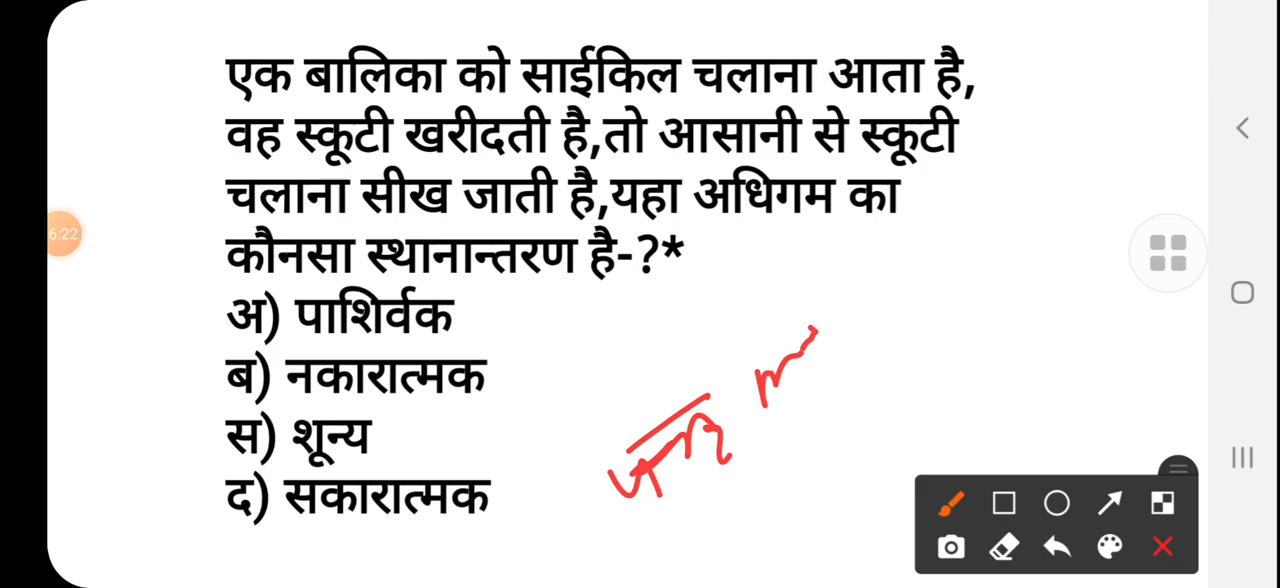 एक बालिका को साईकिल चलाना आता है,
वह स्कूटी खरीदती है,तो आसानी से स्कूटी
चलाना सीख जाती है,यहा अधिगम का
कौनसा स्थानान्तरण है-?*
अ) पाशिर्वक
ब) नकारात्मक
स) शून्य
द) सकारात्मक
6:22